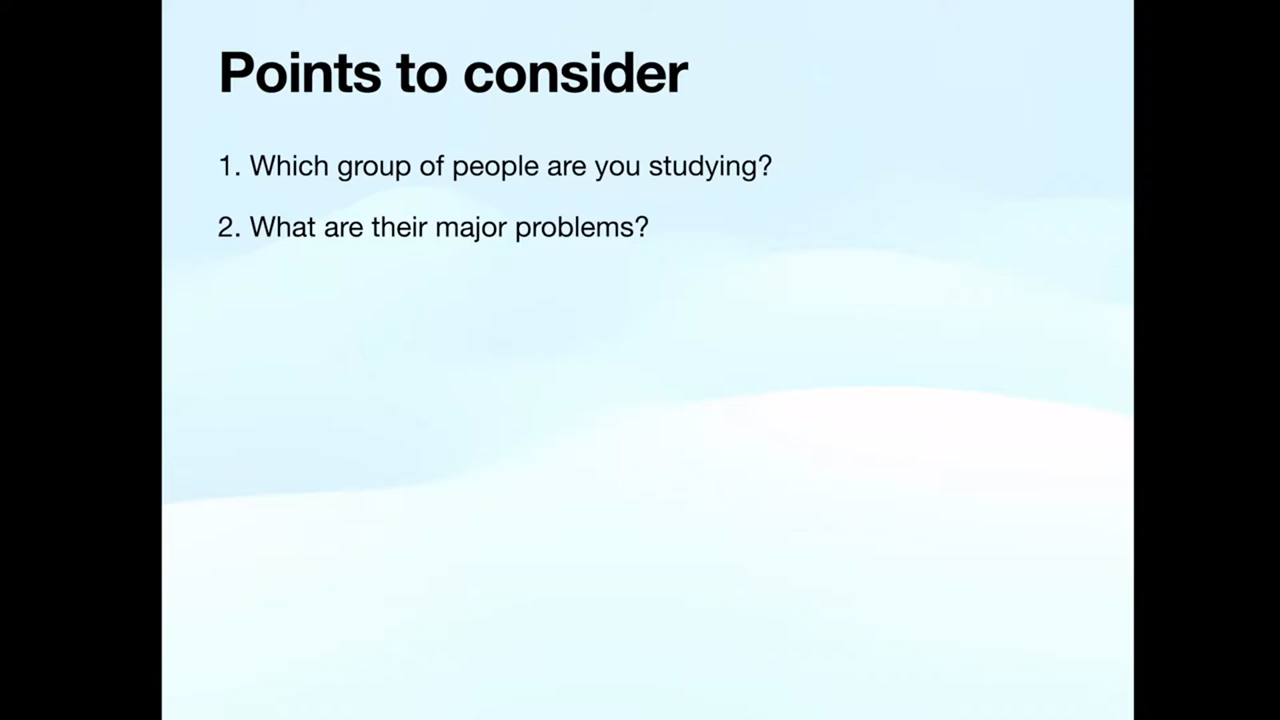 Points to consider
1. Which group of people are you studying?
2. What are their major problems?